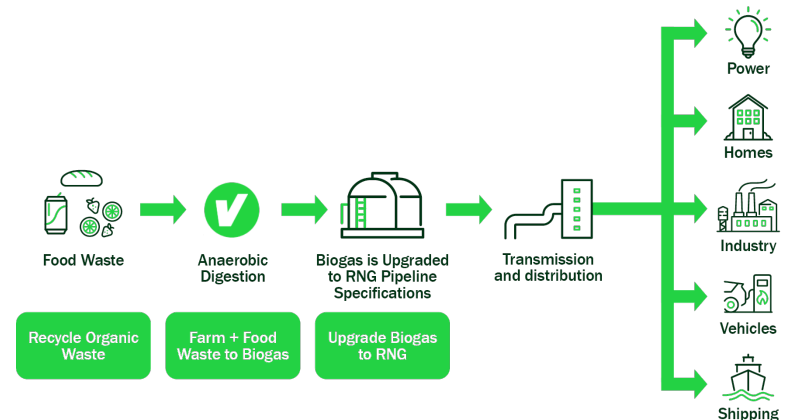 Power
Homes
Industry
Vehicles
Shipping
Food Waste
Anaerobic
Digestion
Biogas is Upgraded
to RNG Pipeline
Specifications
Transmission
and distribution
Recycle Organic
Waste
Farm + Food
Waste to Biogas
Upgrade Biogas
to RNG